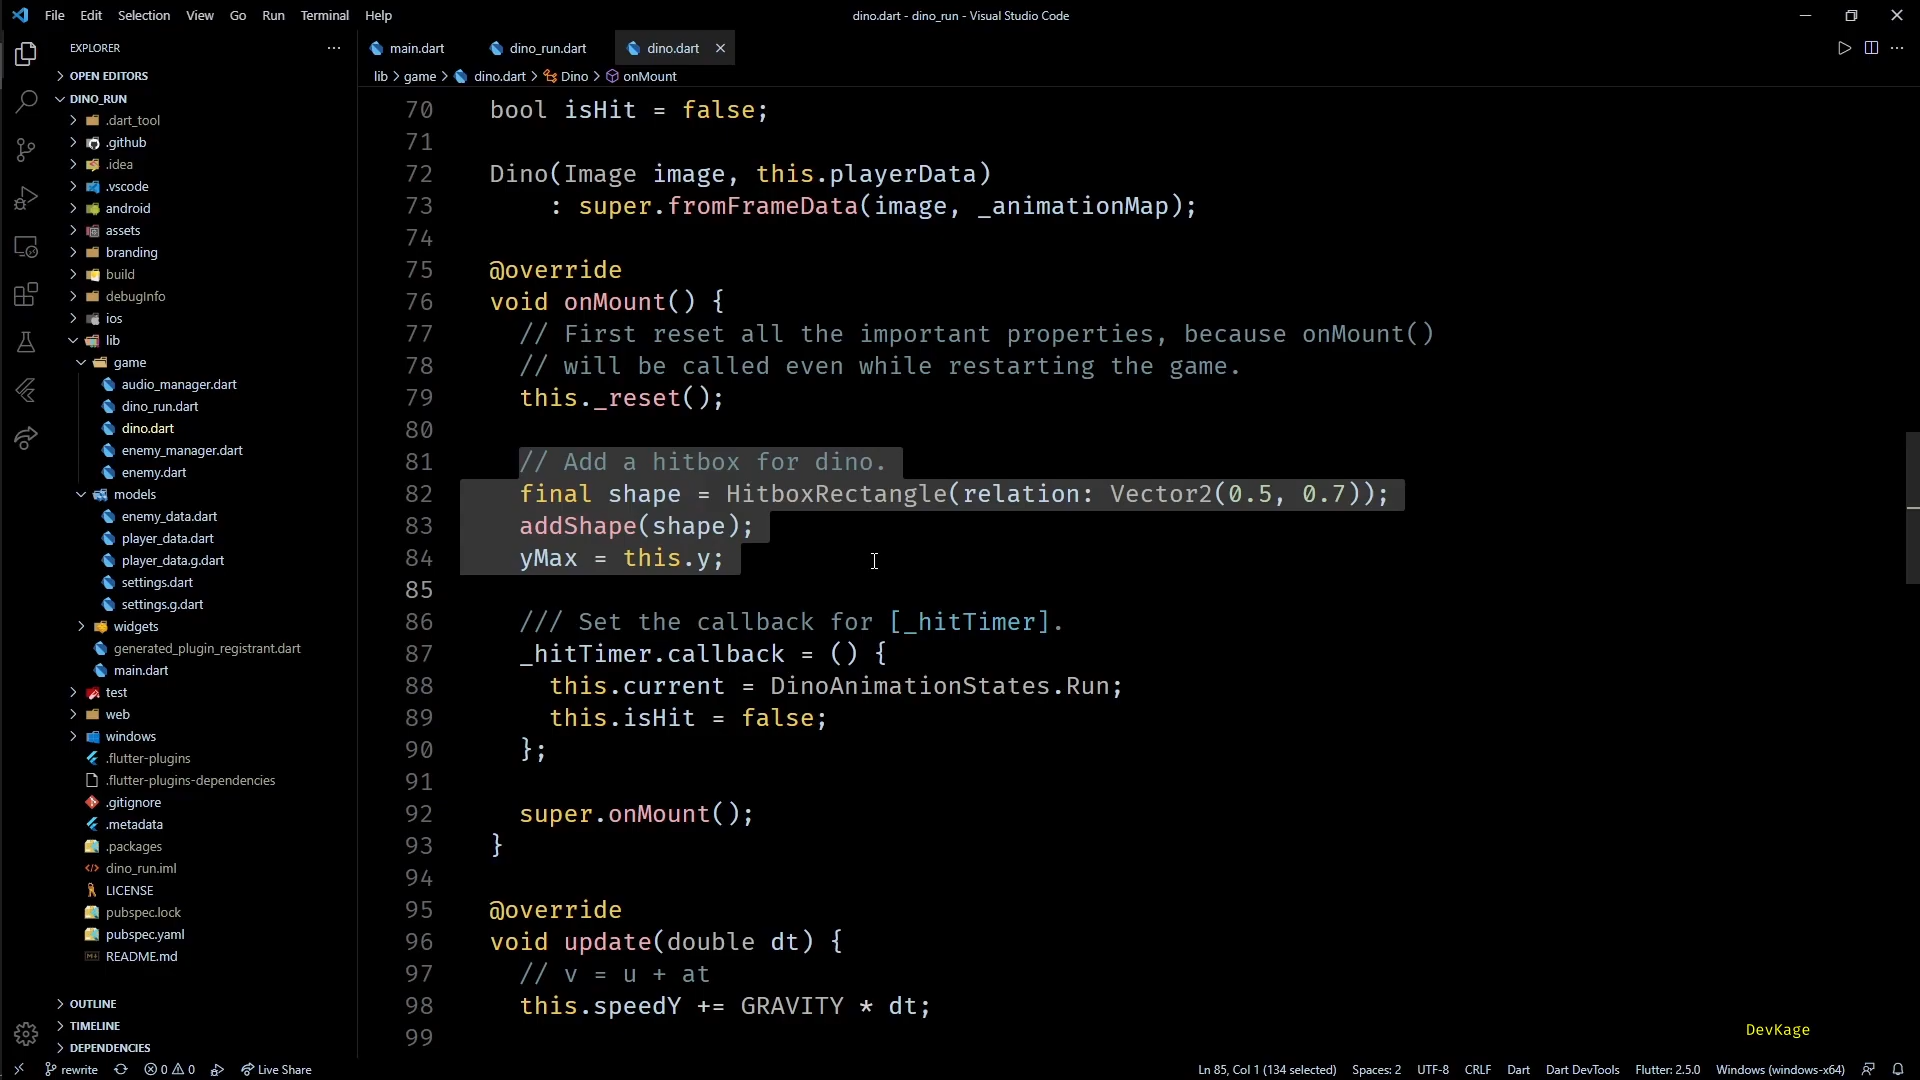 File Edit Selection View Go Run Terminal Help
dino.dart - dino_run - Visual Studio Code
EXPLORER
OPEN EDITORS
DINO_RUN
.dart_tool
.github
.idea
.vscode
android
assets
branding
build
debugInfo
ios
lib
game
audio_manager.dart
dino_run.dart
dino.dart
enemy_manager.dart
enemy.dart
models
enemy_data.dart
player_data.dart
player_data.g.dart
settings.dart
settings.g.dart
widgets
generated_plugin_registrant.dart
main.dart
test
web
windows
.flutter-plugins
.flutter-plugins-dependencies
.gitignore
.metadata
.packages
dino_run.iml
LICENSE
pubspec.lock
pubspec.yaml
README.md
OUTLINE
TIMELINE
DEPENDENCIES
main.dart dino_run.dart dino.dart
lib > game > dino.dart > Dino > onMount
70 bool isHit = false;
71
72 Dino(Image image, this.playerData)
73 : super.fromFrameData(image, _animationMap);
74
75 @override
76 void onMount() {
77 // First reset all the important properties, because onMount()
78 // will be called even while restarting the game.
79 this._reset();
80
81 // Add a hitbox for dino.
82 final shape = HitboxRectangle(relation: Vector2(0.5, 0.7));
83 addShape(shape);
84 yMax = this.y;
85
86 /// Set the callback for [_hitTimer].
87 _hitTimer.callback = () {
88 this.current = DinoAnimationStates.Run;
89 this.isHit = false;
90 };
91
92 super.onMount();
93 }
94
95 @override
96 void update(double dt) {
97 // v = u + at
98 this.speedY += GRAVITY * dt;
99
DevKage
rewrite 0 0 Live Share
Ln 85, Col 1 (134 selected) Spaces: 2 UTF-8 CRLF Dart Dart DevTools Flutter: 2.5.0 Windows (windows-x64)